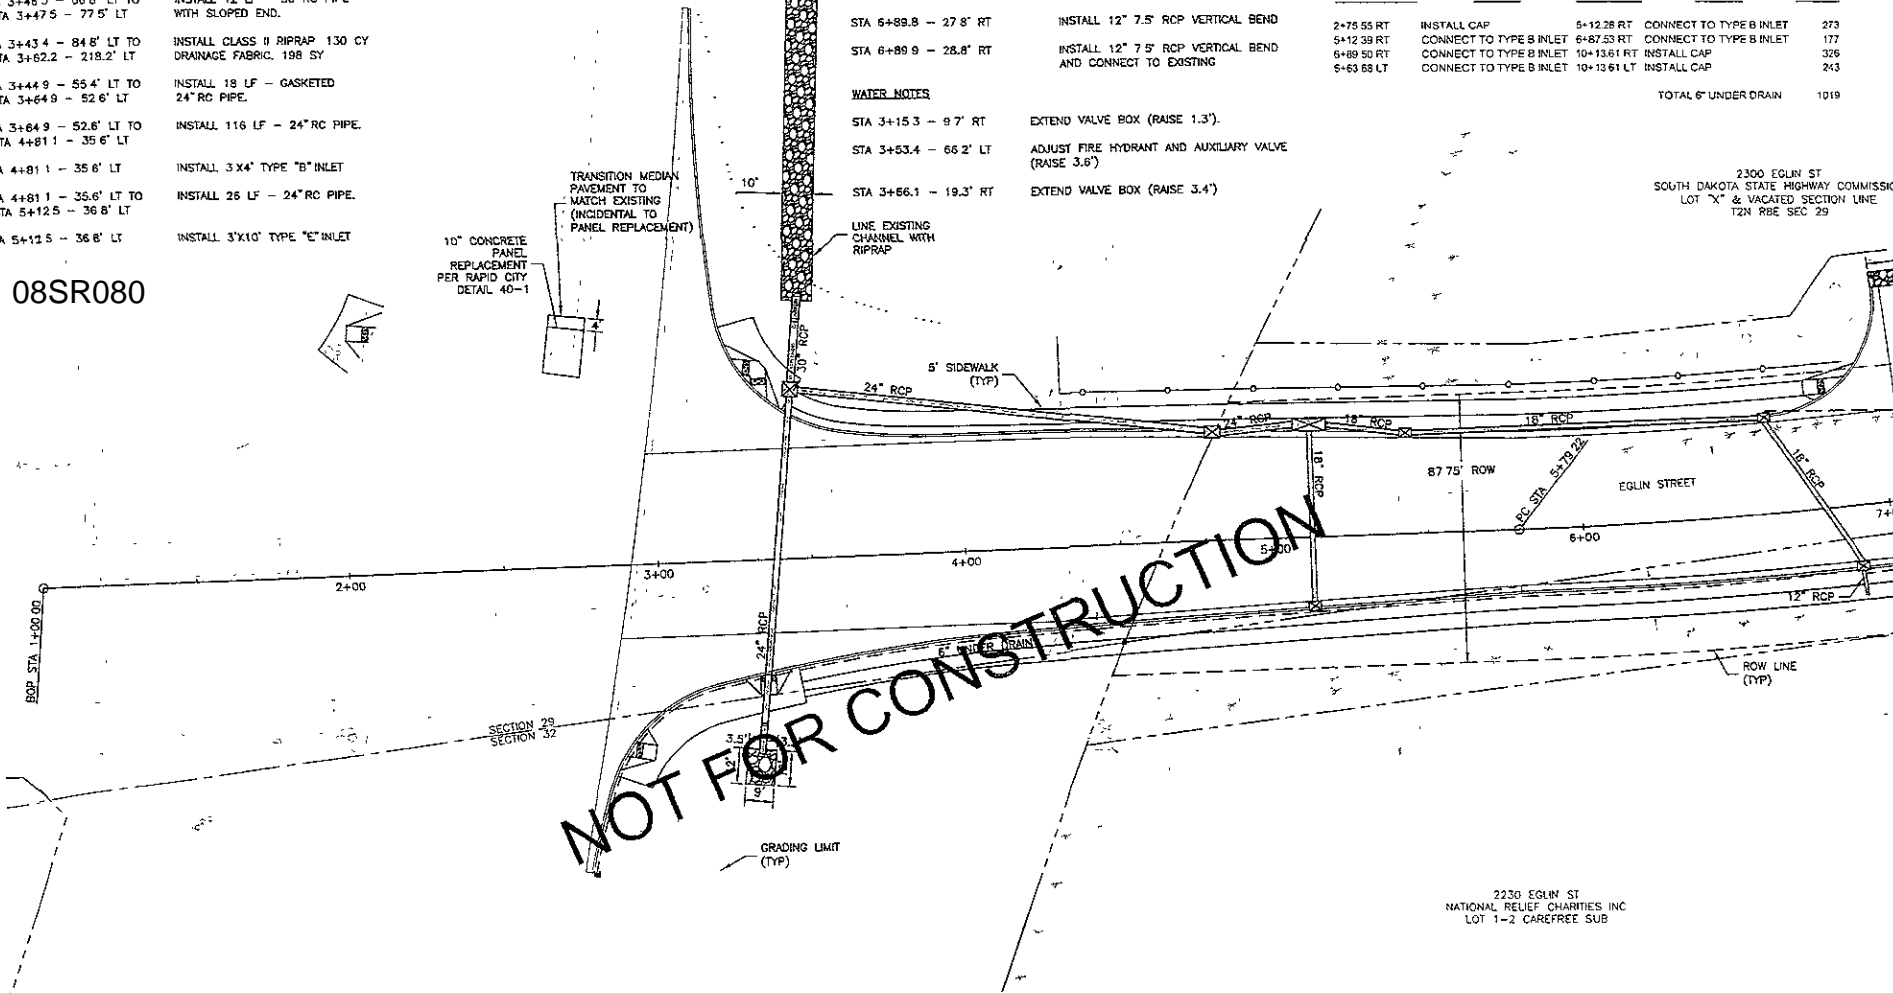 TA 3+47.5 - 77.5' LT WITH SLOPED END.
3+43.4 - 84.8' LT TO INSTALL CLASS II RIPRAP 130 CY
TA 3+62.2 - 218.2' LT DRAINAGE FABRIC. 198 SY
3+44.9 - 55.4' LT TO INSTALL 18 LF - GASKETED
TA 3+64.9 - 52.6' LT 24" RC PIPE.
3+64.9 - 52.6' LT TO INSTALL 116 LF - 24" RC PIPE.
TA 4+81.1 - 35.6' LT
4+81.1 - 35.6' LT INSTALL 3'X4' TYPE "B" INLET
4+81.1 - 35.6' LT TO INSTALL 26 LF - 24" RC PIPE.
TA 5+12.5 - 36.8' LT
5+12.5 - 36.8' LT INSTALL 3'X10' TYPE "E" INLET
08SR080
STA 6+89.8 - 27.8' RT INSTALL 12" 7.5' RCP VERTICAL BEND
STA 6+89.9 - 28.8' RT INSTALL 12" 7.5' RCP VERTICAL BEND
AND CONNECT TO EXISTING
WATER NOTES
STA 3+15.3 - 9.7' RT EXTEND VALVE BOX (RAISE 1.3').
STA 3+53.4 - 66.2' LT ADJUST FIRE HYDRANT AND AUXILIARY VALVE
(RAISE 3.6')
STA 3+66.1 - 19.3' RT EXTEND VALVE BOX (RAISE 3.4')
2+75.55 RT INSTALL CAP 5+12.28 RT CONNECT TO TYPE B INLET 273
5+12.39 RT CONNECT TO TYPE B INLET 6+87.53 RT CONNECT TO TYPE B INLET 177
6+89.50 RT CONNECT TO TYPE B INLET 10+13.61 RT INSTALL CAP 326
6+63.68 LT CONNECT TO TYPE B INLET 10+13.61 LT INSTALL CAP 243
TOTAL 6" UNDER DRAIN 1019
2300 EGLIN ST
SOUTH DAKOTA STATE HIGHWAY COMMISSIO
LOT "X" & VACATED SECTION LINE
T2N R8E SEC 29
TRANSITION MEDIAN
PAVEMENT TO
MATCH EXISTING
(INCIDENTAL TO
PANEL REPLACEMENT)
10" CONCRETE
PANEL
REPLACEMENT
PER RAPID CITY
DETAIL 40-1
4'
10'
LINE EXISTING
CHANNEL WITH
RIPRAP
30" RCP
24" RCP
5' SIDEWALK
(TYP)
24" RCP
18" RCP
18" RCP
18" RCP
18" RCP
87.75' ROW
PC STA 5+79.22
EGLIN STREET
2+00
3+00
4+00
5+00
6+00
7+
BOP STA 1+00.00
24" RCP
6" UNDER DRAIN
12" RCP
ROW LINE
(TYP)
SECTION 29
SECTION 32
3.5'
9'
NOT FOR CONSTRUCTION
GRADING LIMIT
(TYP)
2230 EGLIN ST
NATIONAL RELIEF CHARITIES INC
LOT 1-2 CAREFREE SUB